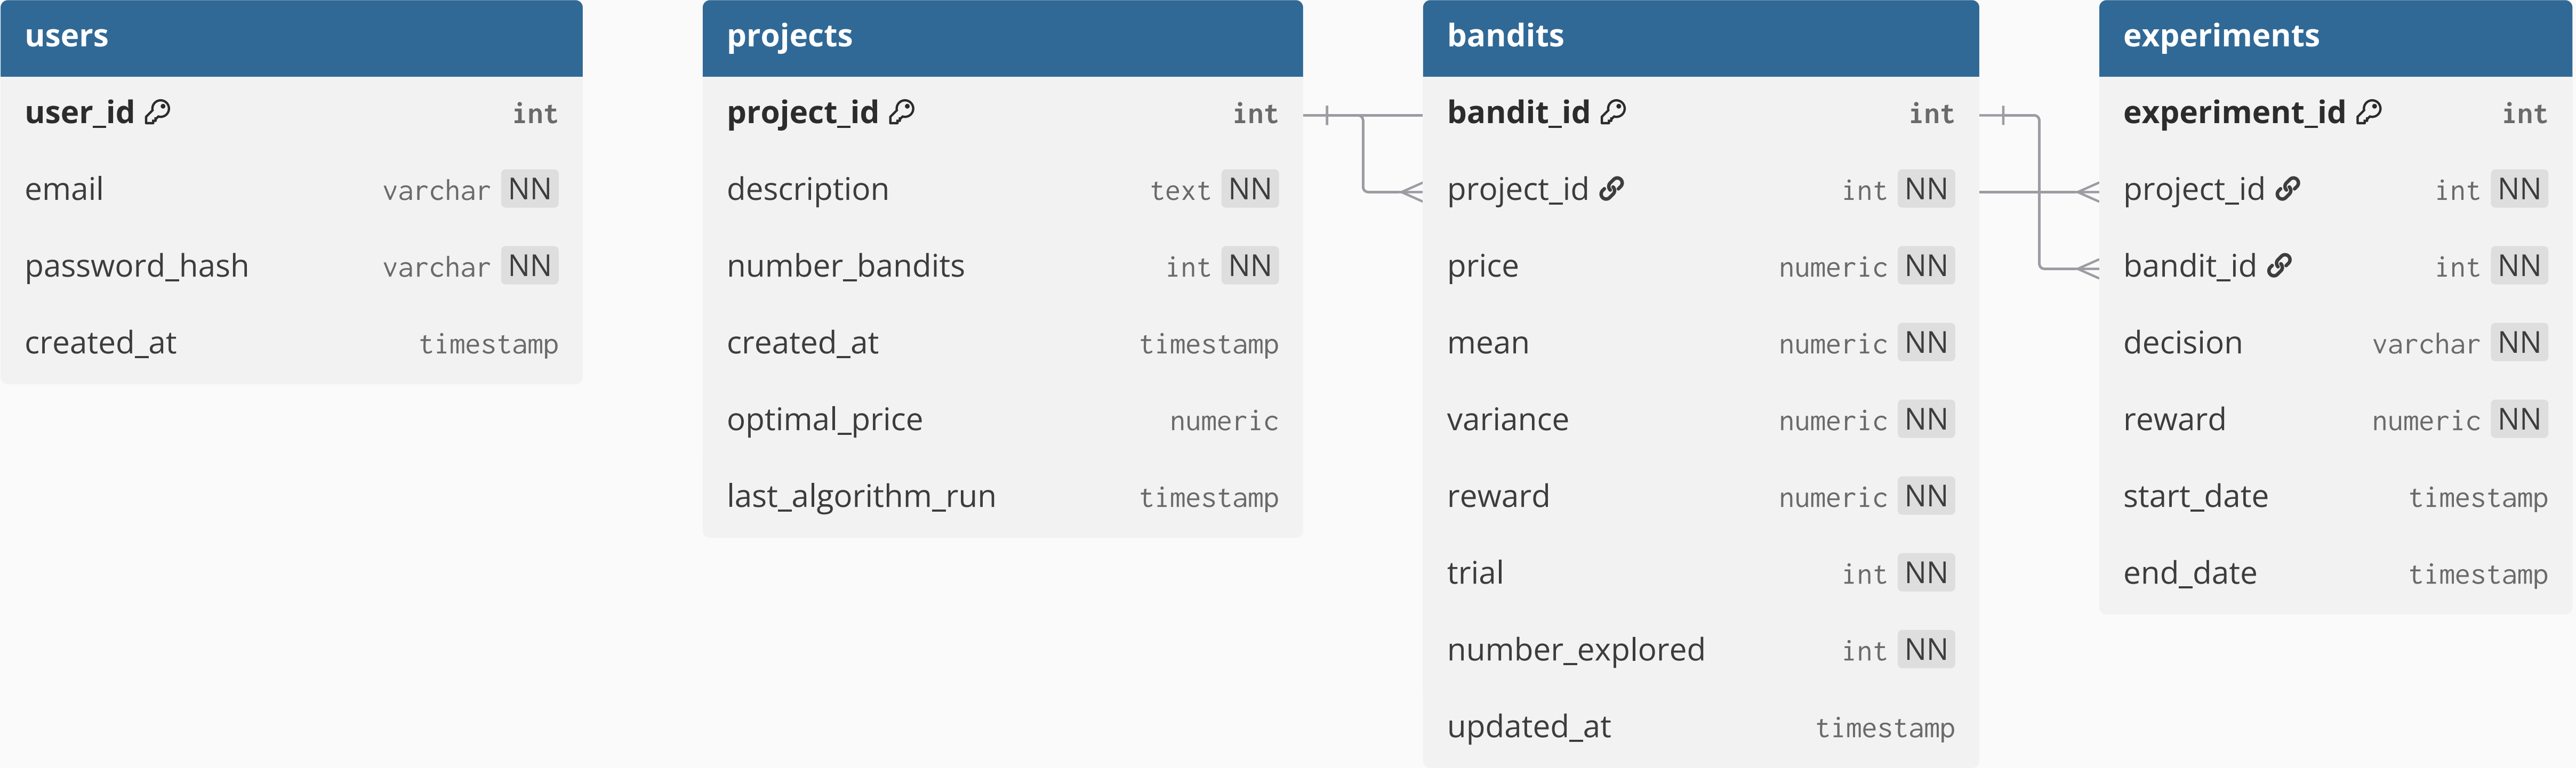 users
user_id int
email varchar NN
password_hash varchar NN
created_at timestamp
projects
project_id int
description text NN
number_bandits int NN
created_at timestamp
optimal_price numeric
last_algorithm_run timestamp
bandits
bandit_id int
project_id int NN
price numeric NN
mean numeric NN
variance numeric NN
reward numeric NN
trial int NN
number_explored int NN
updated_at timestamp
experiments
experiment_id int
project_id int NN
bandit_id int NN
decision varchar NN
reward numeric NN
start_date timestamp
end_date timestamp